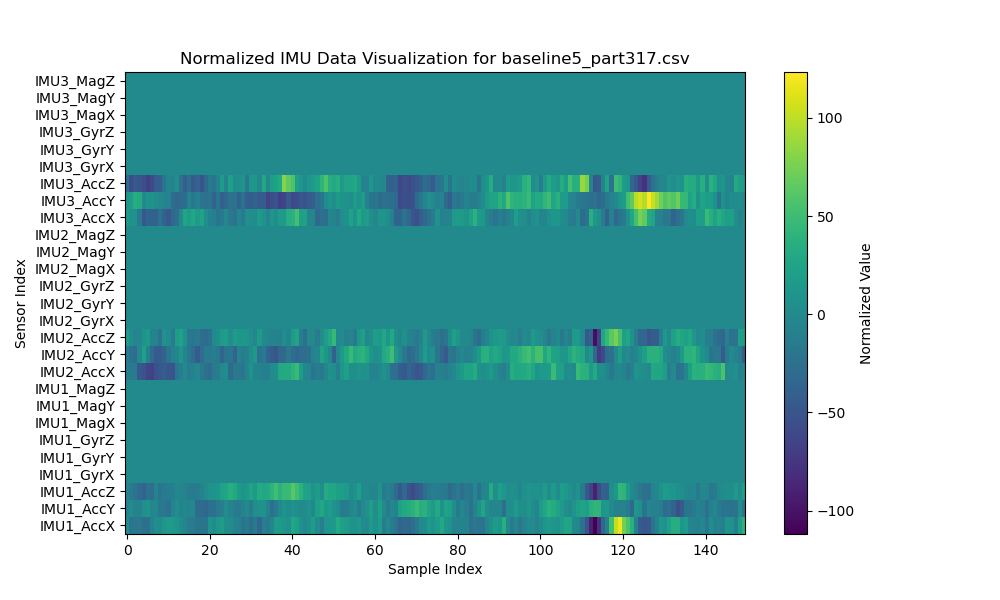 Normalized IMU Data Visualization for baseline5_part317.csv
IMU3_MagZ
IMU3_MagY
IMU3_MagX
IMU3_GyrZ
IMU3_GyrY
IMU3_GyrX
IMU3_AccZ
IMU3_AccY
IMU3_AccX
IMU2_MagZ
IMU2_MagY
IMU2_MagX
IMU2_GyrZ
IMU2_GyrY
IMU2_GyrX
IMU2_AccZ
IMU2_AccY
IMU2_AccX
IMU1_MagZ
IMU1_MagY
IMU1_MagX
IMU1_GyrZ
IMU1_GyrY
IMU1_GyrX
IMU1_AccZ
IMU1_AccY
IMU1_AccX
Sensor Index
0 20 40 60 80 100 120 140
Sample Index
100
50
0
−50
−100
Normalized Value